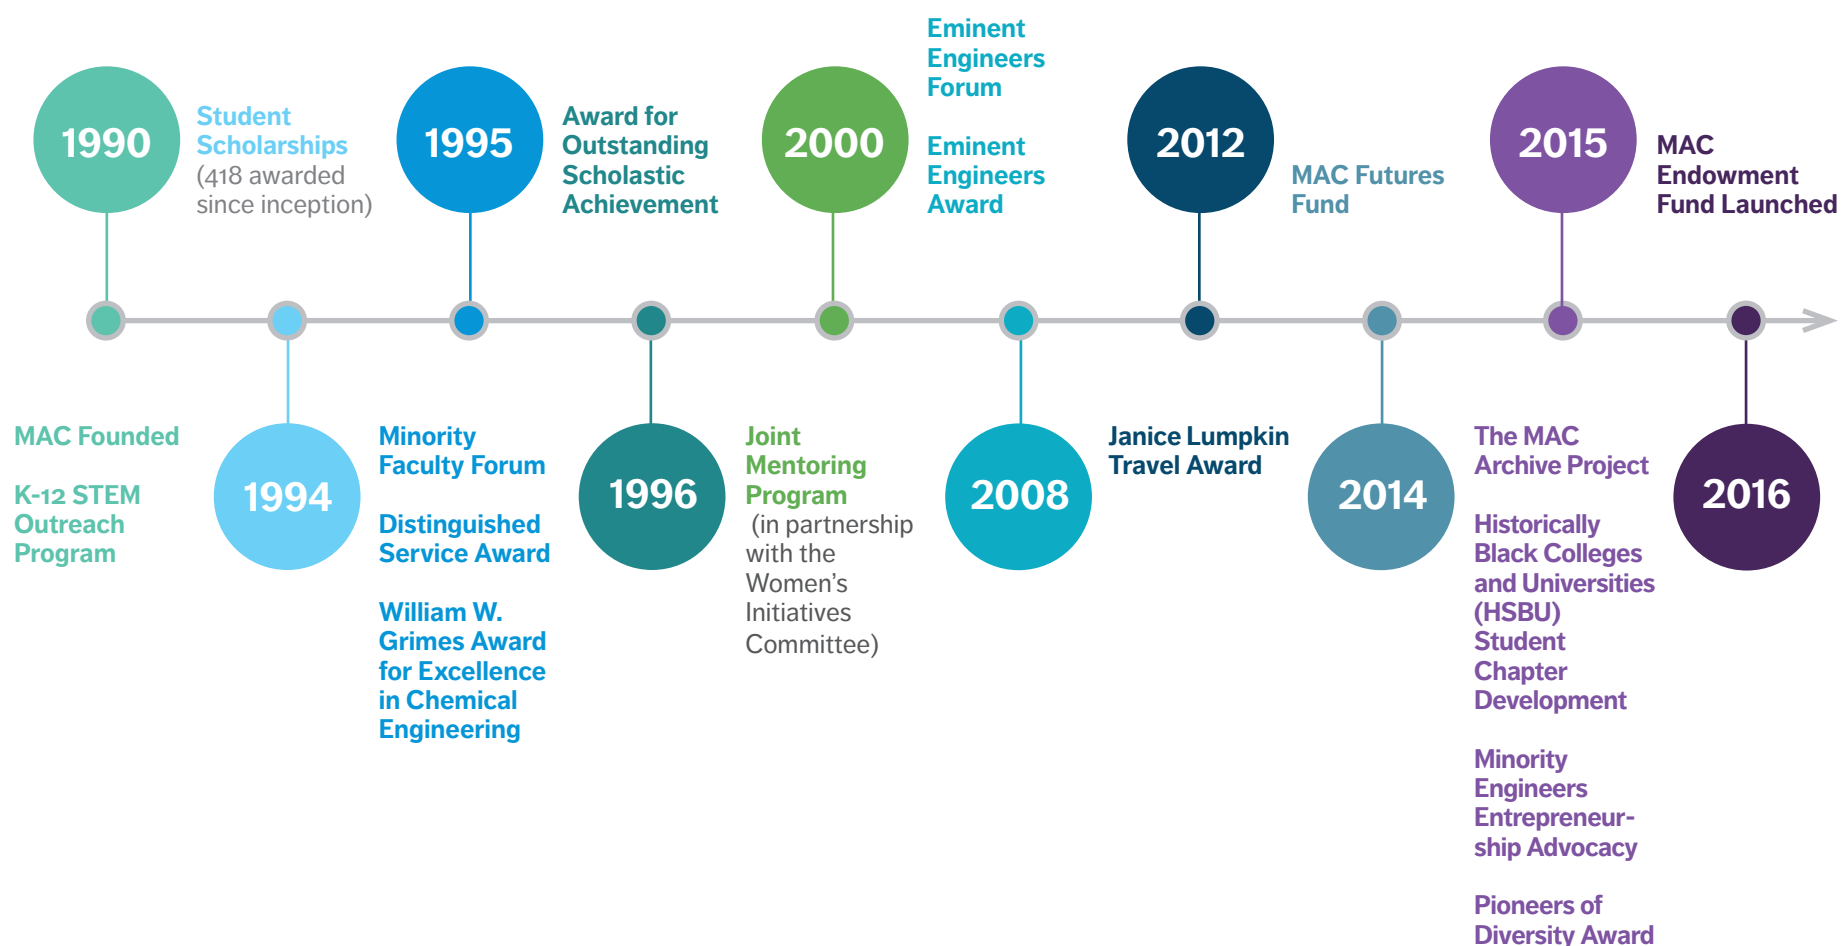 1990
MAC Founded
K-12 STEM
Outreach
Program
Student
Scholarships
(418 awarded
since inception)
1994
1995
Minority
Faculty Forum
Distinguished
Service Award
William W.
Grimes Award
for Excellence
in Chemical
Engineering
Award for
Outstanding
Scholastic
Achievement
1996
2000
Joint
Mentoring
Program
(in partnership
with the
Women's
Initiatives
Committee)
Eminent
Engineers
Forum
Eminent
Engineers
Award
2008
2012
Janice Lumpkin
Travel Award
MAC Futures
Fund
2014
2015
The MAC
Archive Project
Historically
Black Colleges
and Universities
(HSBU)
Student
Chapter
Development
Minority
Engineers
Entrepreneur-
ship Advocacy
Pioneers of
Diversity Award
MAC
Endowment
Fund Launched
2016